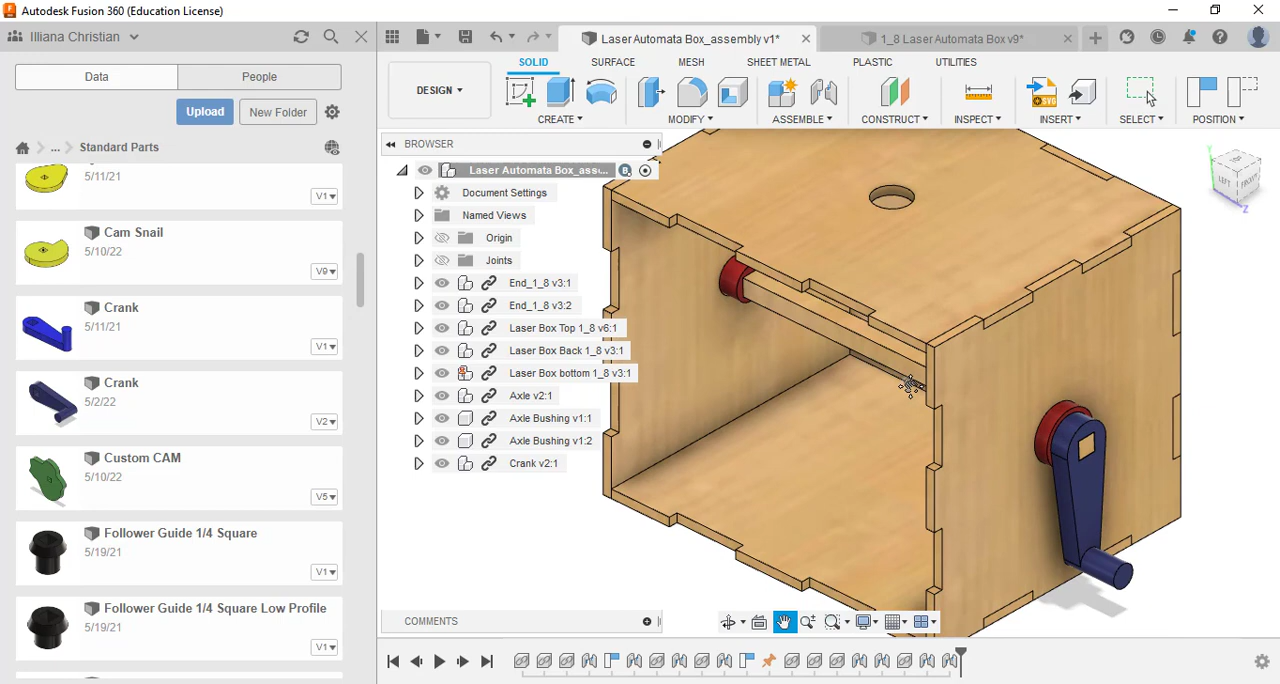 Autodesk Fusion 360 (Education License)
Illiana Christian
Laser Automata Box_assembly v1*
1_8 Laser Automata Box v9*
Data
People
Upload
New Folder
... Standard Parts
5/11/21
V1
Cam Snail
5/10/22
V9
Crank
5/11/21
V1
Crank
5/2/22
V2
Custom CAM
5/10/22
V5
Follower Guide 1/4 Square
5/19/21
V1
Follower Guide 1/4 Square Low Profile
5/19/21
V1
SOLID
SURFACE
MESH
SHEET METAL
PLASTIC
UTILITIES
DESIGN
CREATE
MODIFY
ASSEMBLE
CONSTRUCT
INSPECT
INSERT
SELECT
POSITION
SVG
BROWSER
Laser Automata Box_ass...
Document Settings
Named Views
Origin
Joints
End_1_8 v3:1
End_1_8 v3:2
Laser Box Top 1_8 v6:1
Laser Box Back 1_8 v3:1
Laser Box bottom 1_8 v3:1
Axle v2:1
Axle Bushing v1:1
Axle Bushing v1:2
Crank v2:1
LEFT
FRONT
Y
Z
COMMENTS